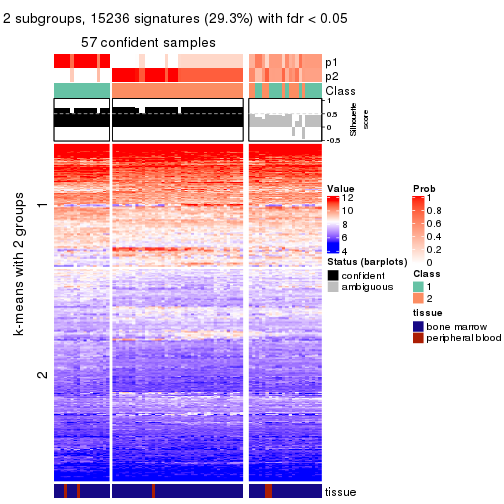 2 subgroups, 15236 signatures (29.3%) with fdr < 0.05
57 confident samples
p1
p2
Class
1
0.5
0
-0.5
Silhouette
score
k-means with 2 groups
1
2
Value
12
10
8
6
4
Status (barplots)
confident
ambiguous
Prob
1
0.8
0.6
0.4
0.2
0
Class
1
2
tissue
bone marrow
peripheral blood
tissue